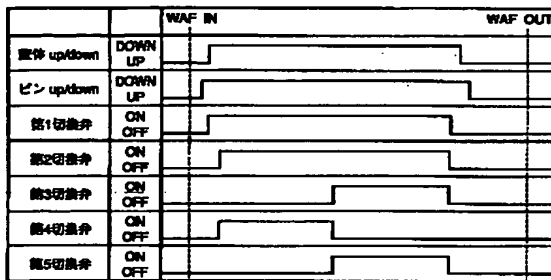 WAF IN WAF OUT
蓋体 up/down DOWN
UP
ピン up/down DOWN
UP
第1切換弁 ON
OFF
第2切換弁 ON
OFF
第3切換弁 ON
OFF
第4切換弁 ON
OFF
第5切換弁 ON
OFF